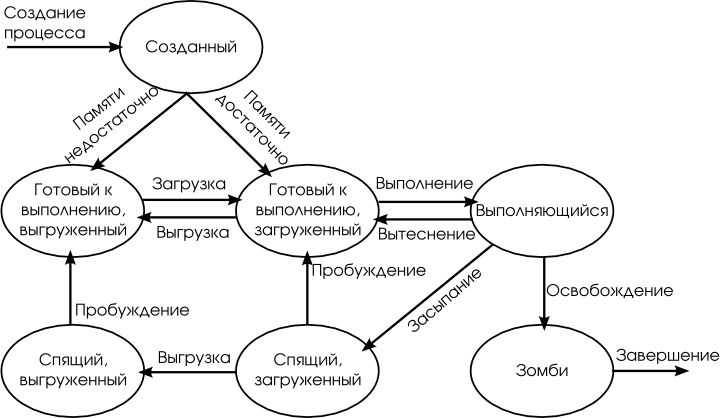 Создание
процесса
Созданный
Памяти
недостаточно
Памяти
достаточно
Готовый к
выполнению,
выгруженный
Загрузка
Выгрузка
Готовый к
выполнению,
загруженный
Выполнение
Вытеснение
Выполняющийся
Пробуждение
Пробуждение
Засыпание
Освобождение
Спящий,
выгруженный
Выгрузка
Спящий,
загруженный
Зомби
Завершение